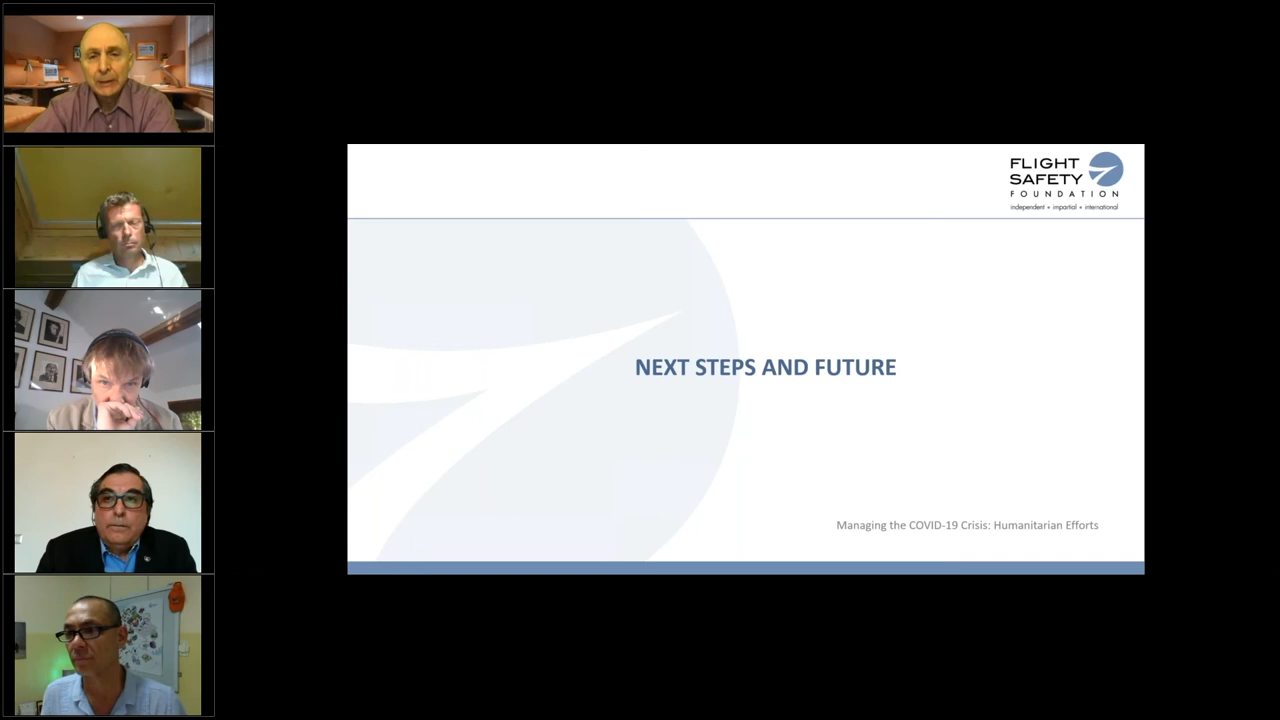 FLIGHT
SAFETY
FOUNDATION
independent • impartial • international
NEXT STEPS AND FUTURE
Managing the COVID-19 Crisis: Humanitarian Efforts